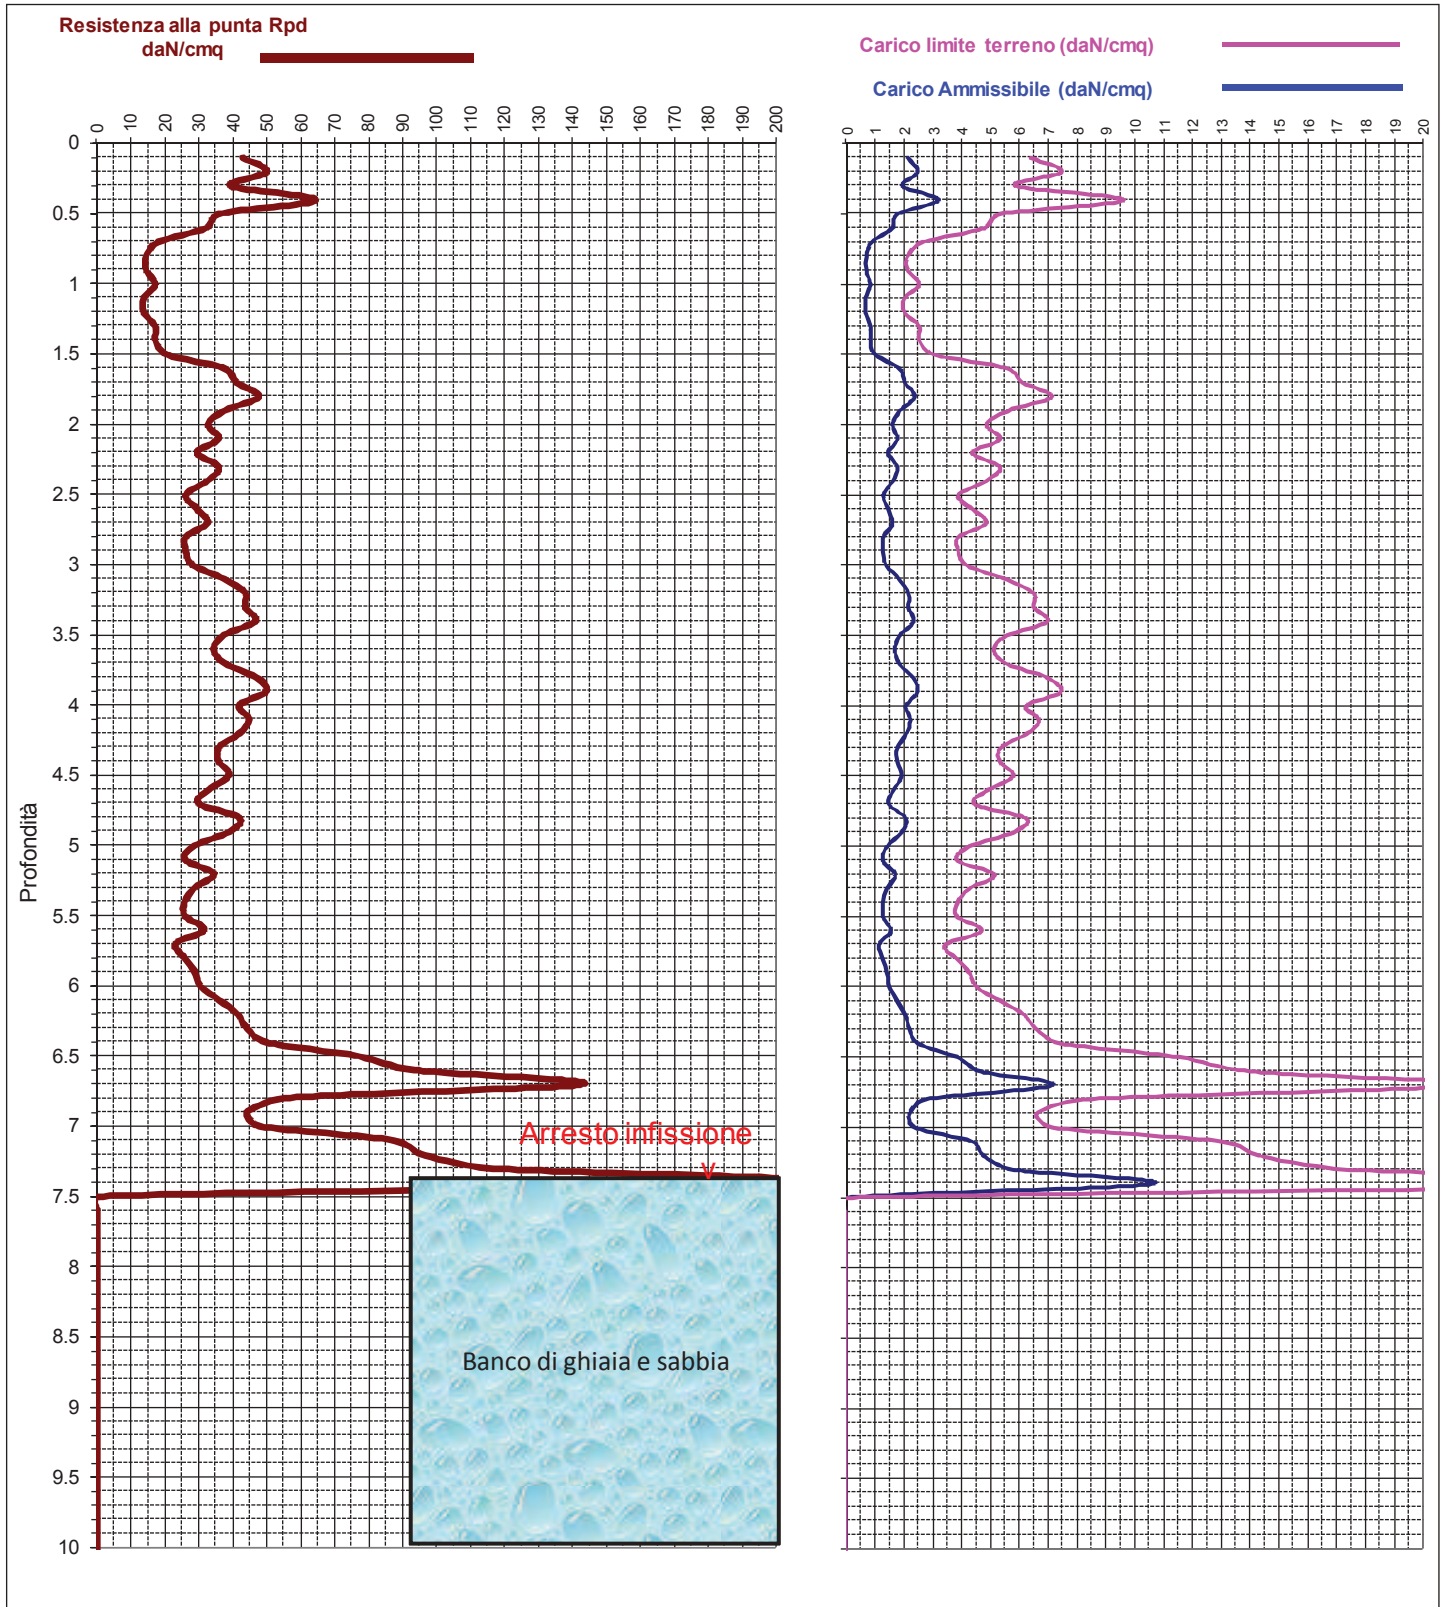 Resistenza alla punta Rpd
daN/cmq
Carico limite terreno (daN/cmq)
Carico Ammissibile (daN/cmq)
0 10 20 30 40 50 60 70 80 90 100 110 120 130 140 150 160 170 180 190 200
0 1 2 3 4 5 6 7 8 9 10 11 12 13 14 15 16 17 18 19 20
0
0.5
1
1.5
2
2.5
3
3.5
4
4.5
Profondità
5
5.5
6
6.5
7
Arresto infissione
v
7.5
8
8.5
Banco di ghiaia e sabbia
9
9.5
10